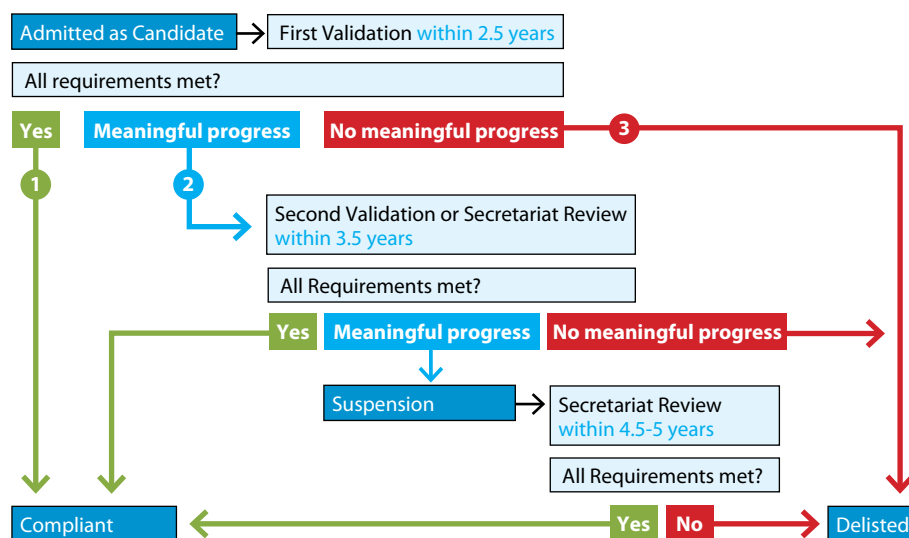 Admitted as Candidate
First Validation within 2.5 years
All requirements met?
Yes
Meaningful progress
No meaningful progress
3
1
2
Second Validation or Secretariat Review
within 3.5 years
All Requirements met?
Yes
Meaningful progress
No meaningful progress
Suspension
Secretariat Review
within 4.5-5 years
All Requirements met?
Compliant
Yes
No
Delisted